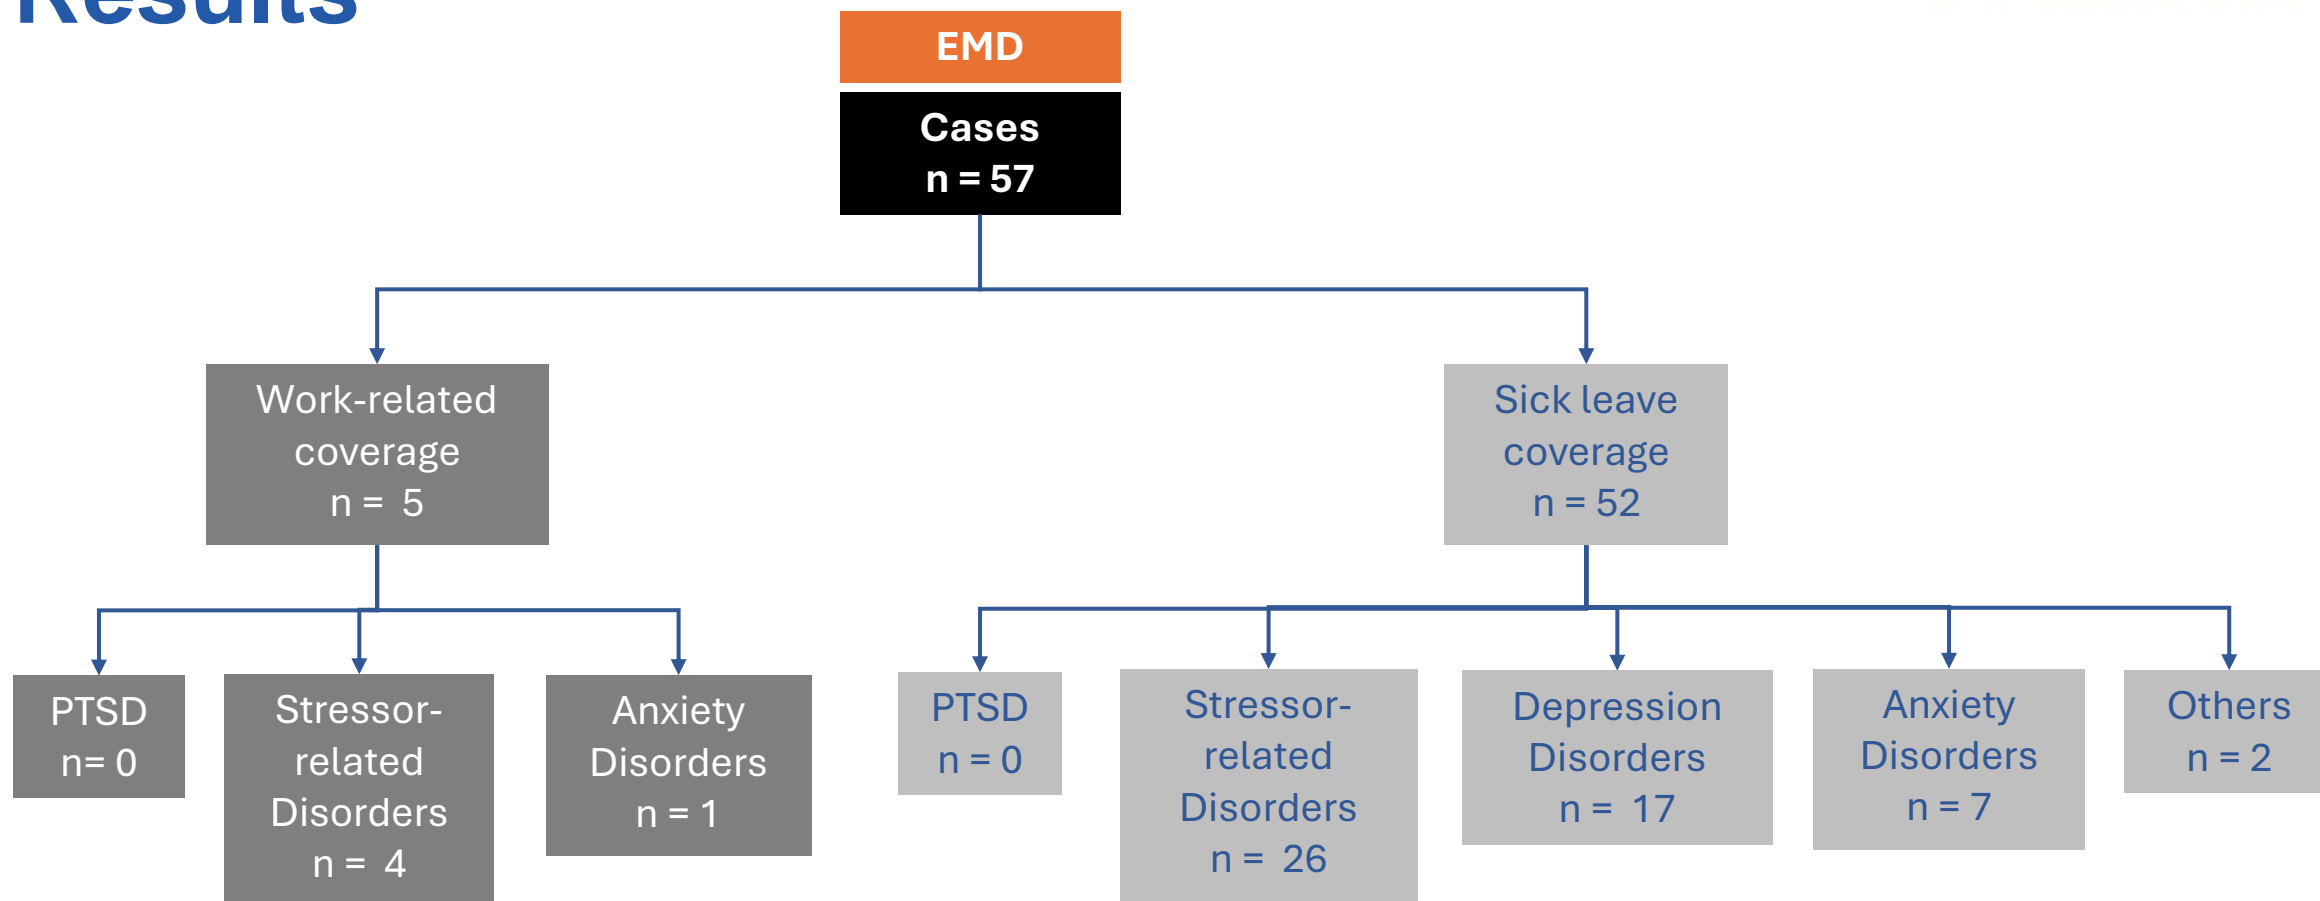 Results
EMD
Cases
n = 57
Work-related
coverage
n = 5
Sick leave
coverage
n = 52
PTSD
n= 0
Stressor-
related
Disorders
n = 4
Anxiety
Disorders
n = 1
PTSD
n = 0
Stressor-
related
Disorders
n = 26
Depression
Disorders
n = 17
Anxiety
Disorders
n = 7
Others
n = 2